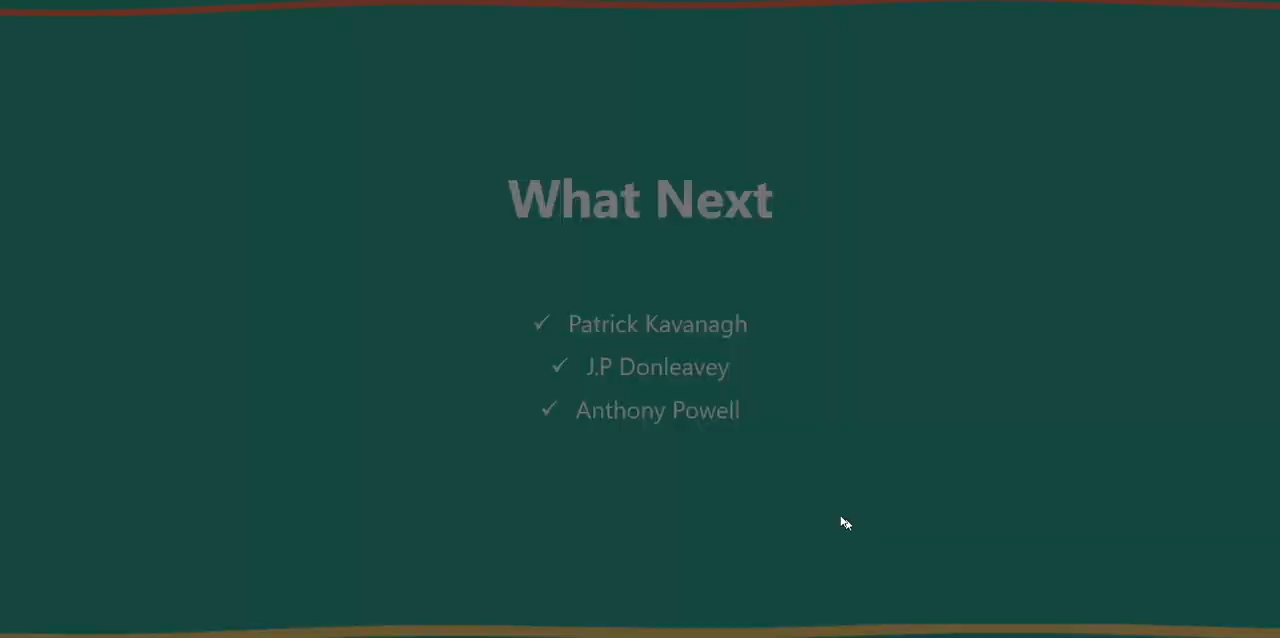 What Next
✓ Patrick Kavanagh
✓ J.P Donleavey
✓ Anthony Powell